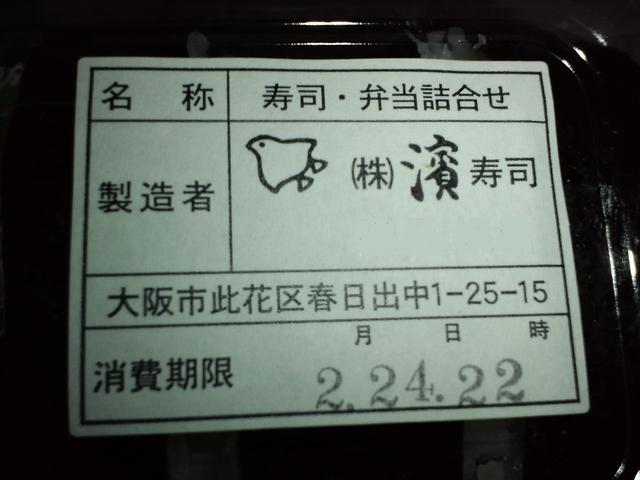 名 称 寿司・弁当詰合せ
製造者 ㈱濱寿司
大阪市此花区春日出中1-25-15
月 日 時
消費期限 2.24.22